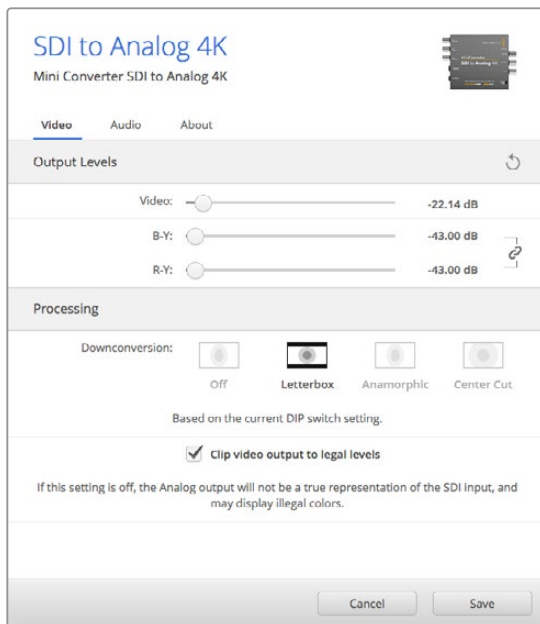 SDI to Analog 4K
Mini Converter SDI to Analog 4K
Video Audio About
Output Levels
Video: -22.14 dB
B-Y: -43.00 dB
R-Y: -43.00 dB
Processing
Downconversion:
Off Letterbox Anamorphic Center Cut
Based on the current DIP switch setting.
Clip video output to legal levels
If this setting is off, the Analog output will not be a true representation of the SDI input, and
may display illegal colors.
Cancel Save